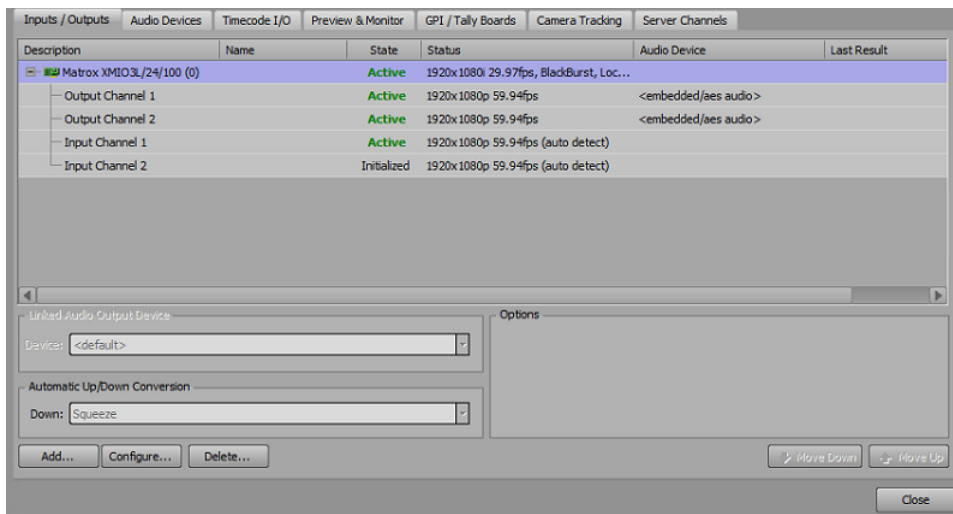 Inputs / Outputs Audio Devices Timecode I/O Preview & Monitor GPI / Tally Boards Camera Tracking Server Channels
Description Name State Status Audio Device Last Result
Matrox XMIO3L/24/100 (0) Active 1920x1080i 29.97fps, BlackBurst, Loc...
Output Channel 1 Active 1920x1080p 59.94fps <embedded/aes audio>
Output Channel 2 Active 1920x1080p 59.94fps <embedded/aes audio>
Input Channel 1 Active 1920x1080p 59.94fps (auto detect)
Input Channel 2 Initialized 1920x1080p 59.94fps (auto detect)
Linked Audio Output Device Options
Device: <default>
Automatic Up/Down Conversion
Down: Squeeze
Add... Configure... Delete... Move Down Move Up
Close